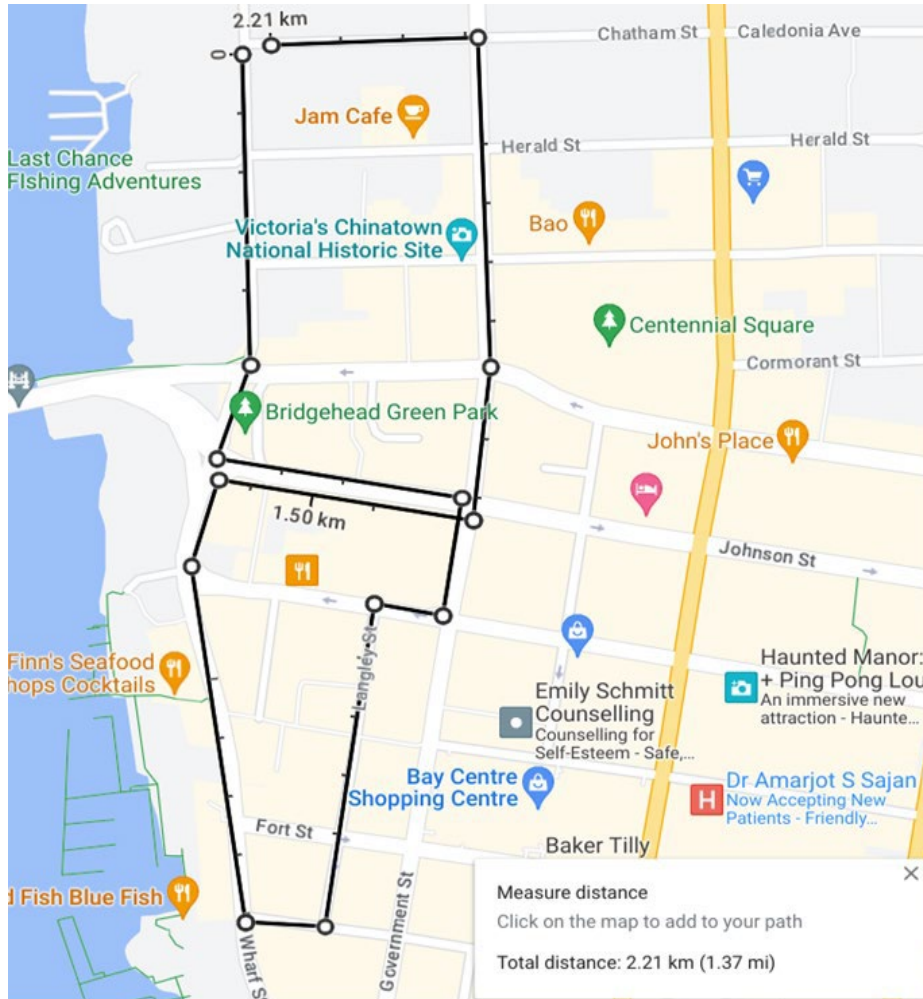 2.21 km
0
Chatham St
Caledonia Ave
Jam Cafe
Herald St
Herald St
Last Chance
FIshing Adventures
Victoria's Chinatown
National Historic Site
Bao
Centennial Square
Cormorant St
Bridgehead Green Park
John's Place
1.50 km
Johnson St
Langley St
Finn's Seafood
hops Cocktails
Emily Schmitt
Counselling
Counselling for
Self-Esteem - Safe,...
Haunted Manor:
+ Ping Pong Lou
An immersive new
attraction - Haunte...
Bay Centre
Shopping Centre
H
Dr Amarjot S Sajan
Now Accepting New
Patients - Friendly...
Fort St
Baker Tilly
d Fish Blue Fish
Government St
Wharf S
Measure distance
Click on the map to add to your path
Total distance: 2.21 km (1.37 mi)